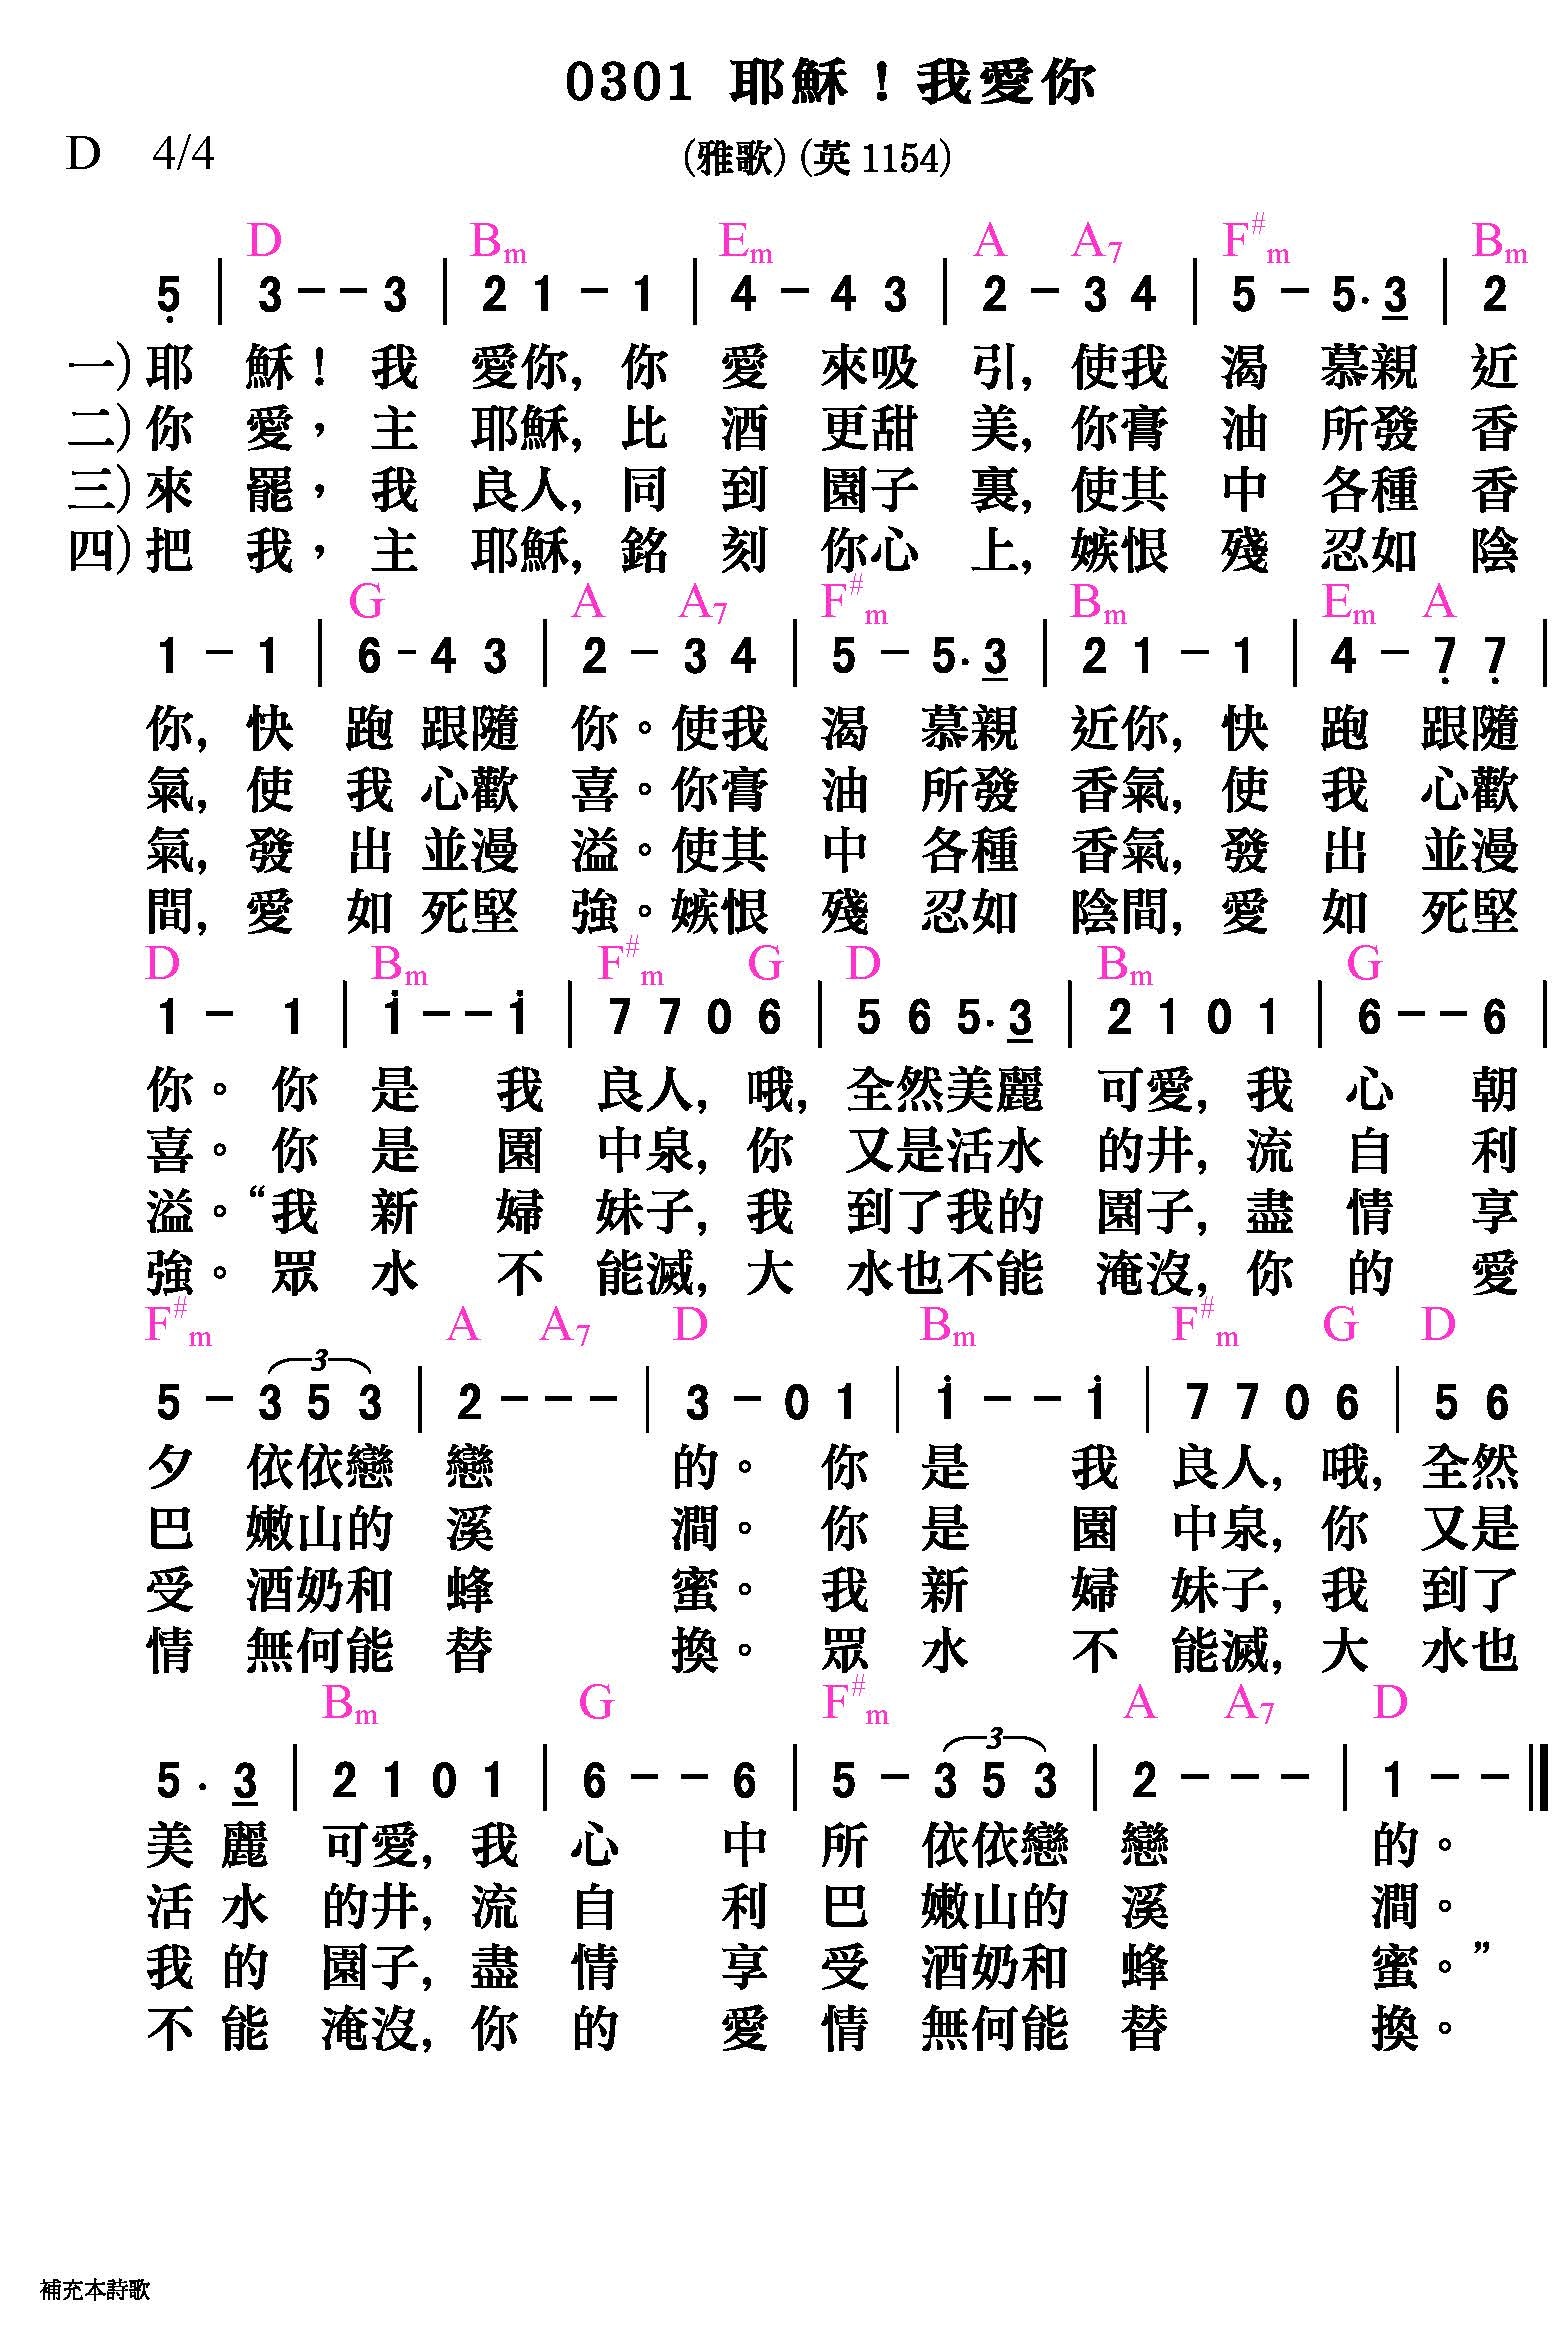 0301 耶穌！我愛你
D 4/4 (雅歌)(英1154)
D Bm Em A A7 F#m Bm
5̣ | 3 - - 3 | 2 1 - 1 | 4 - 4 3 | 2 - 3 4 | 5 - 5. 3̲ | 2
一)耶 穌！我 愛你, 你 愛 來吸 引, 使我 渴 慕親 近
二)你 愛，主 耶穌, 比 酒 更甜 美, 你膏 油 所發 香
三)來 罷，我 良人, 同 到 園子 裏, 使其 中 各種 香
四)把 我，主 耶穌, 銘 刻 你心 上, 嫉恨 殘 忍如 陰
G A A7 F#m Bm Em A
1 - 1 | 6 - 4 3 | 2 - 3 4 | 5 - 5. 3̲ | 2 1 - 1 | 4 - 7̣ 7̣ |
你, 快 跑 跟隨 你。使我 渴 慕親 近你, 快 跑 跟隨
氣, 使 我 心歡 喜。你膏 油 所發 香氣, 使 我 心歡
氣, 發 出 並漫 溢。使其 中 各種 香氣, 發 出 並漫
間, 愛 如 死堅 強。嫉恨 殘 忍如 陰間, 愛 如 死堅
D Bm F#m G D Bm G
1 - 1 | 1̇ - - 1̇ | 7 7 0 6 | 5 6 5. 3̲ | 2 1 0 1 | 6 - - 6 |
你。 你 是 我 良人, 哦, 全然美麗 可愛, 我 心 朝
喜。 你 是 園 中泉, 你 又是活水 的井, 流 自 利
溢。“我 新 婦 妹子, 我 到了我的 園子, 盡 情 享
強。 眾 水 不 能滅, 大 水也不能 淹沒, 你 的 愛
F#m A A7 D Bm F#m G D
5 - 3 3 5 3 | 2 - - - | 3 - 0 1 | 1̇ - - 1̇ | 7 7 0 6 | 5 6
夕 依依戀 戀 的。 你 是 我 良人, 哦, 全然
巴 嫩山的 溪 澗。 你 是 園 中泉, 你 又是
受 酒奶和 蜂 蜜。 我 新 婦 妹子, 我 到了
情 無何能 替 換。 眾 水 不 能滅, 大 水也
Bm G F#m A A7 D
5 . 3̲ | 2 1 0 1 | 6 - - 6 | 5 - 3 3 5 3 | 2 - - - | 1 - - ‖
美 麗 可愛, 我 心 中 所 依依戀 戀 的。
活 水 的井, 流 自 利 巴 嫩山的 溪 澗。
我 的 園子, 盡 情 享 受 酒奶和 蜂 蜜。”
不 能 淹沒, 你 的 愛 情 無何能 替 換。
補充本詩歌